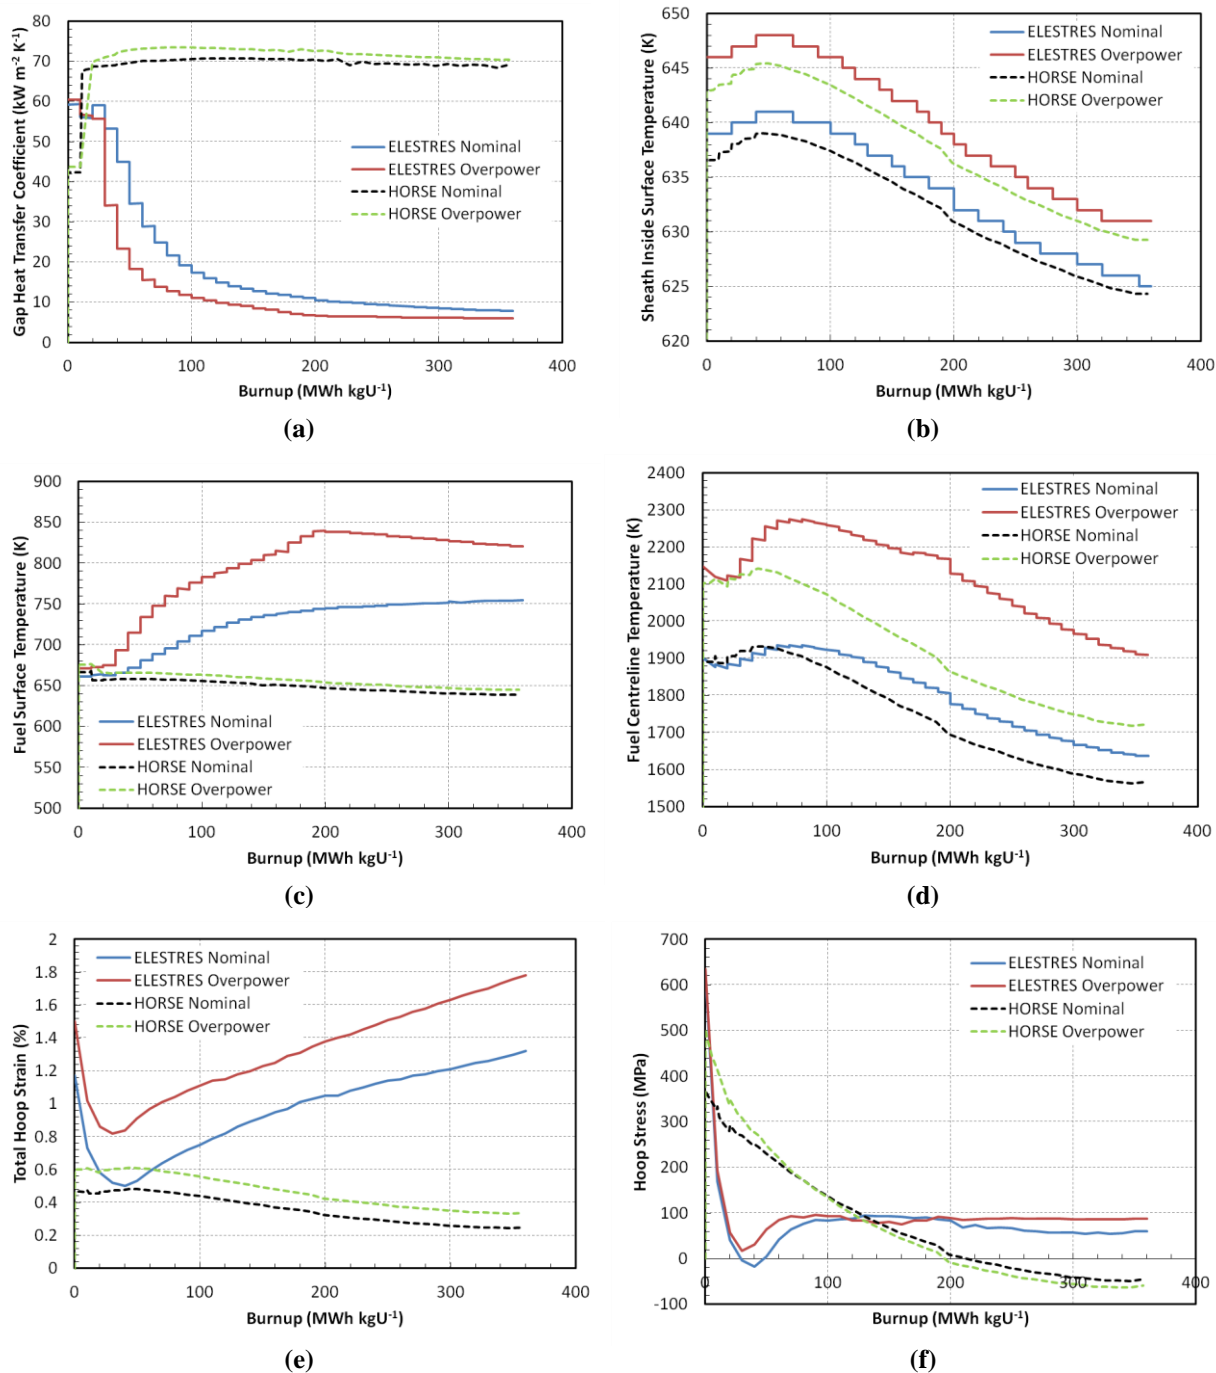 80
70
60
50
40
30
20
10
0
Gap Heat Transfer Coefficient (kW m⁻² K⁻¹)
ELESTRES Nominal
ELESTRES Overpower
HORSE Nominal
HORSE Overpower
0 100 200 300 400
Burnup (MWh kgU⁻¹)
(a)
650
645
640
635
630
625
620
Sheath Inside Surface Temperature (K)
ELESTRES Nominal
ELESTRES Overpower
HORSE Nominal
HORSE Overpower
0 100 200 300 400
Burnup (MWh kgU⁻¹)
(b)
900
850
800
750
700
650
600
550
500
Fuel Surface Temperature (K)
ELESTRES Nominal
ELESTRES Overpower
HORSE Nominal
HORSE Overpower
0 100 200 300 400
Burnup (MWh kgU⁻¹)
(c)
2400
2300
2200
2100
2000
1900
1800
1700
1600
1500
Fuel Centreline Temperature (K)
ELESTRES Nominal
ELESTRES Overpower
HORSE Nominal
HORSE Overpower
0 100 200 300 400
Burnup (MWh kgU⁻¹)
(d)
2
1.8
1.6
1.4
1.2
1
0.8
0.6
0.4
0.2
0
Total Hoop Strain (%)
ELESTRES Nominal
ELESTRES Overpower
HORSE Nominal
HORSE Overpower
0 100 200 300 400
Burnup (MWh kgU⁻¹)
(e)
700
600
500
400
300
200
100
0
-100
Hoop Stress (MPa)
ELESTRES Nominal
ELESTRES Overpower
HORSE Nominal
HORSE Overpower
0 100 200 300 400
Burnup (MWh kgU⁻¹)
(f)